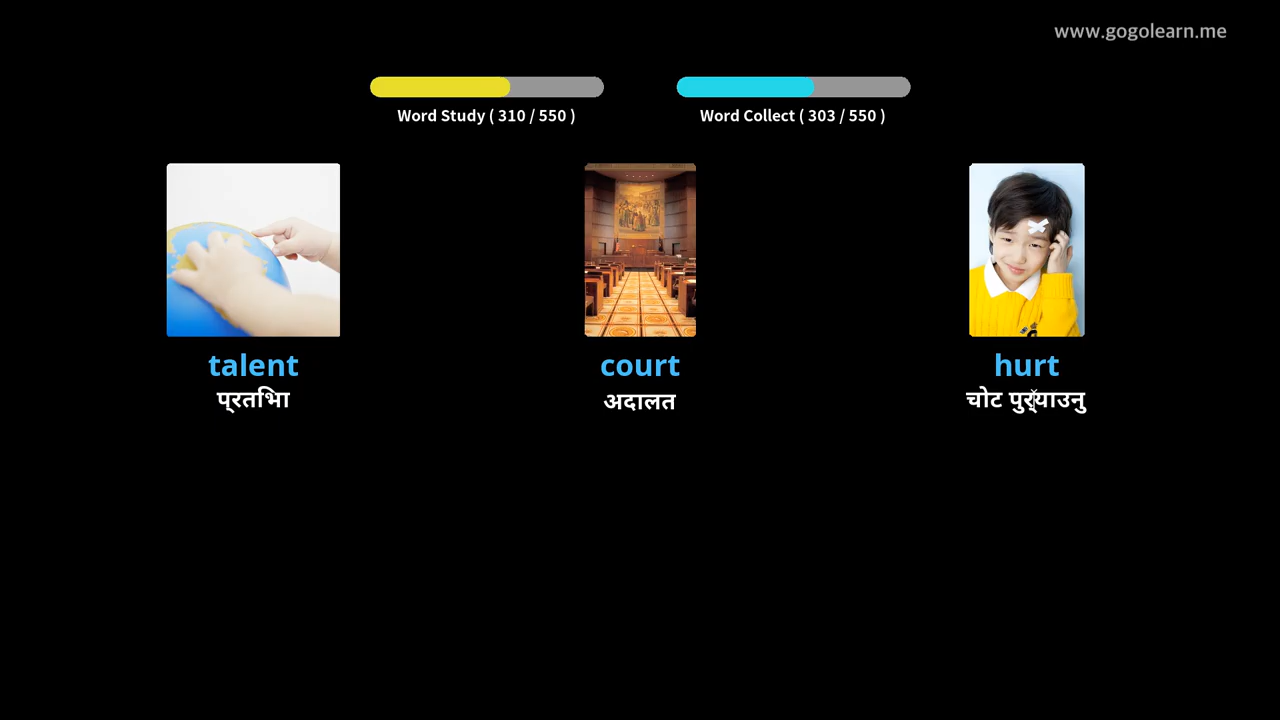 www.gogolearn.me
Word Study ( 310 / 550 )
Word Collect ( 303 / 550 )
talent
court
hurt
प्रतिभा
अदालत
चोट पुर्‍याउनु